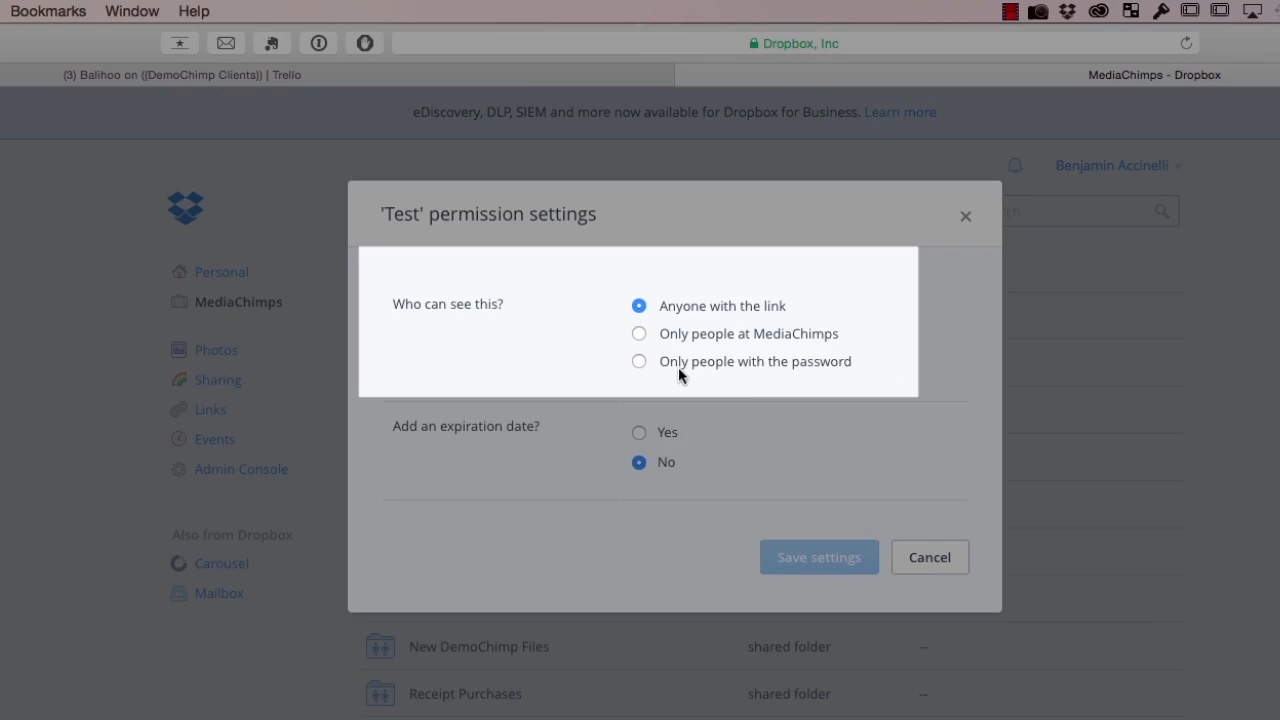 Bookmarks Window Help
Dropbox, Inc
(3) Balihoo on ((DemoChimp Clients)) | Trello
MediaChimps - Dropbox
eDiscovery, DLP, SIEM and more now available for Dropbox for Business. Learn more
Benjamin Accinelli
'Test' permission settings
Personal
MediaChimps
Photos
Sharing
Links
Events
Admin Console
Also from Dropbox
Carousel
Mailbox
Who can see this?
Anyone with the link
Only people at MediaChimps
Only people with the password
Add an expiration date?
Yes
No
Save settings Cancel
New DemoChimp Files shared folder --
Receipt Purchases shared folder --